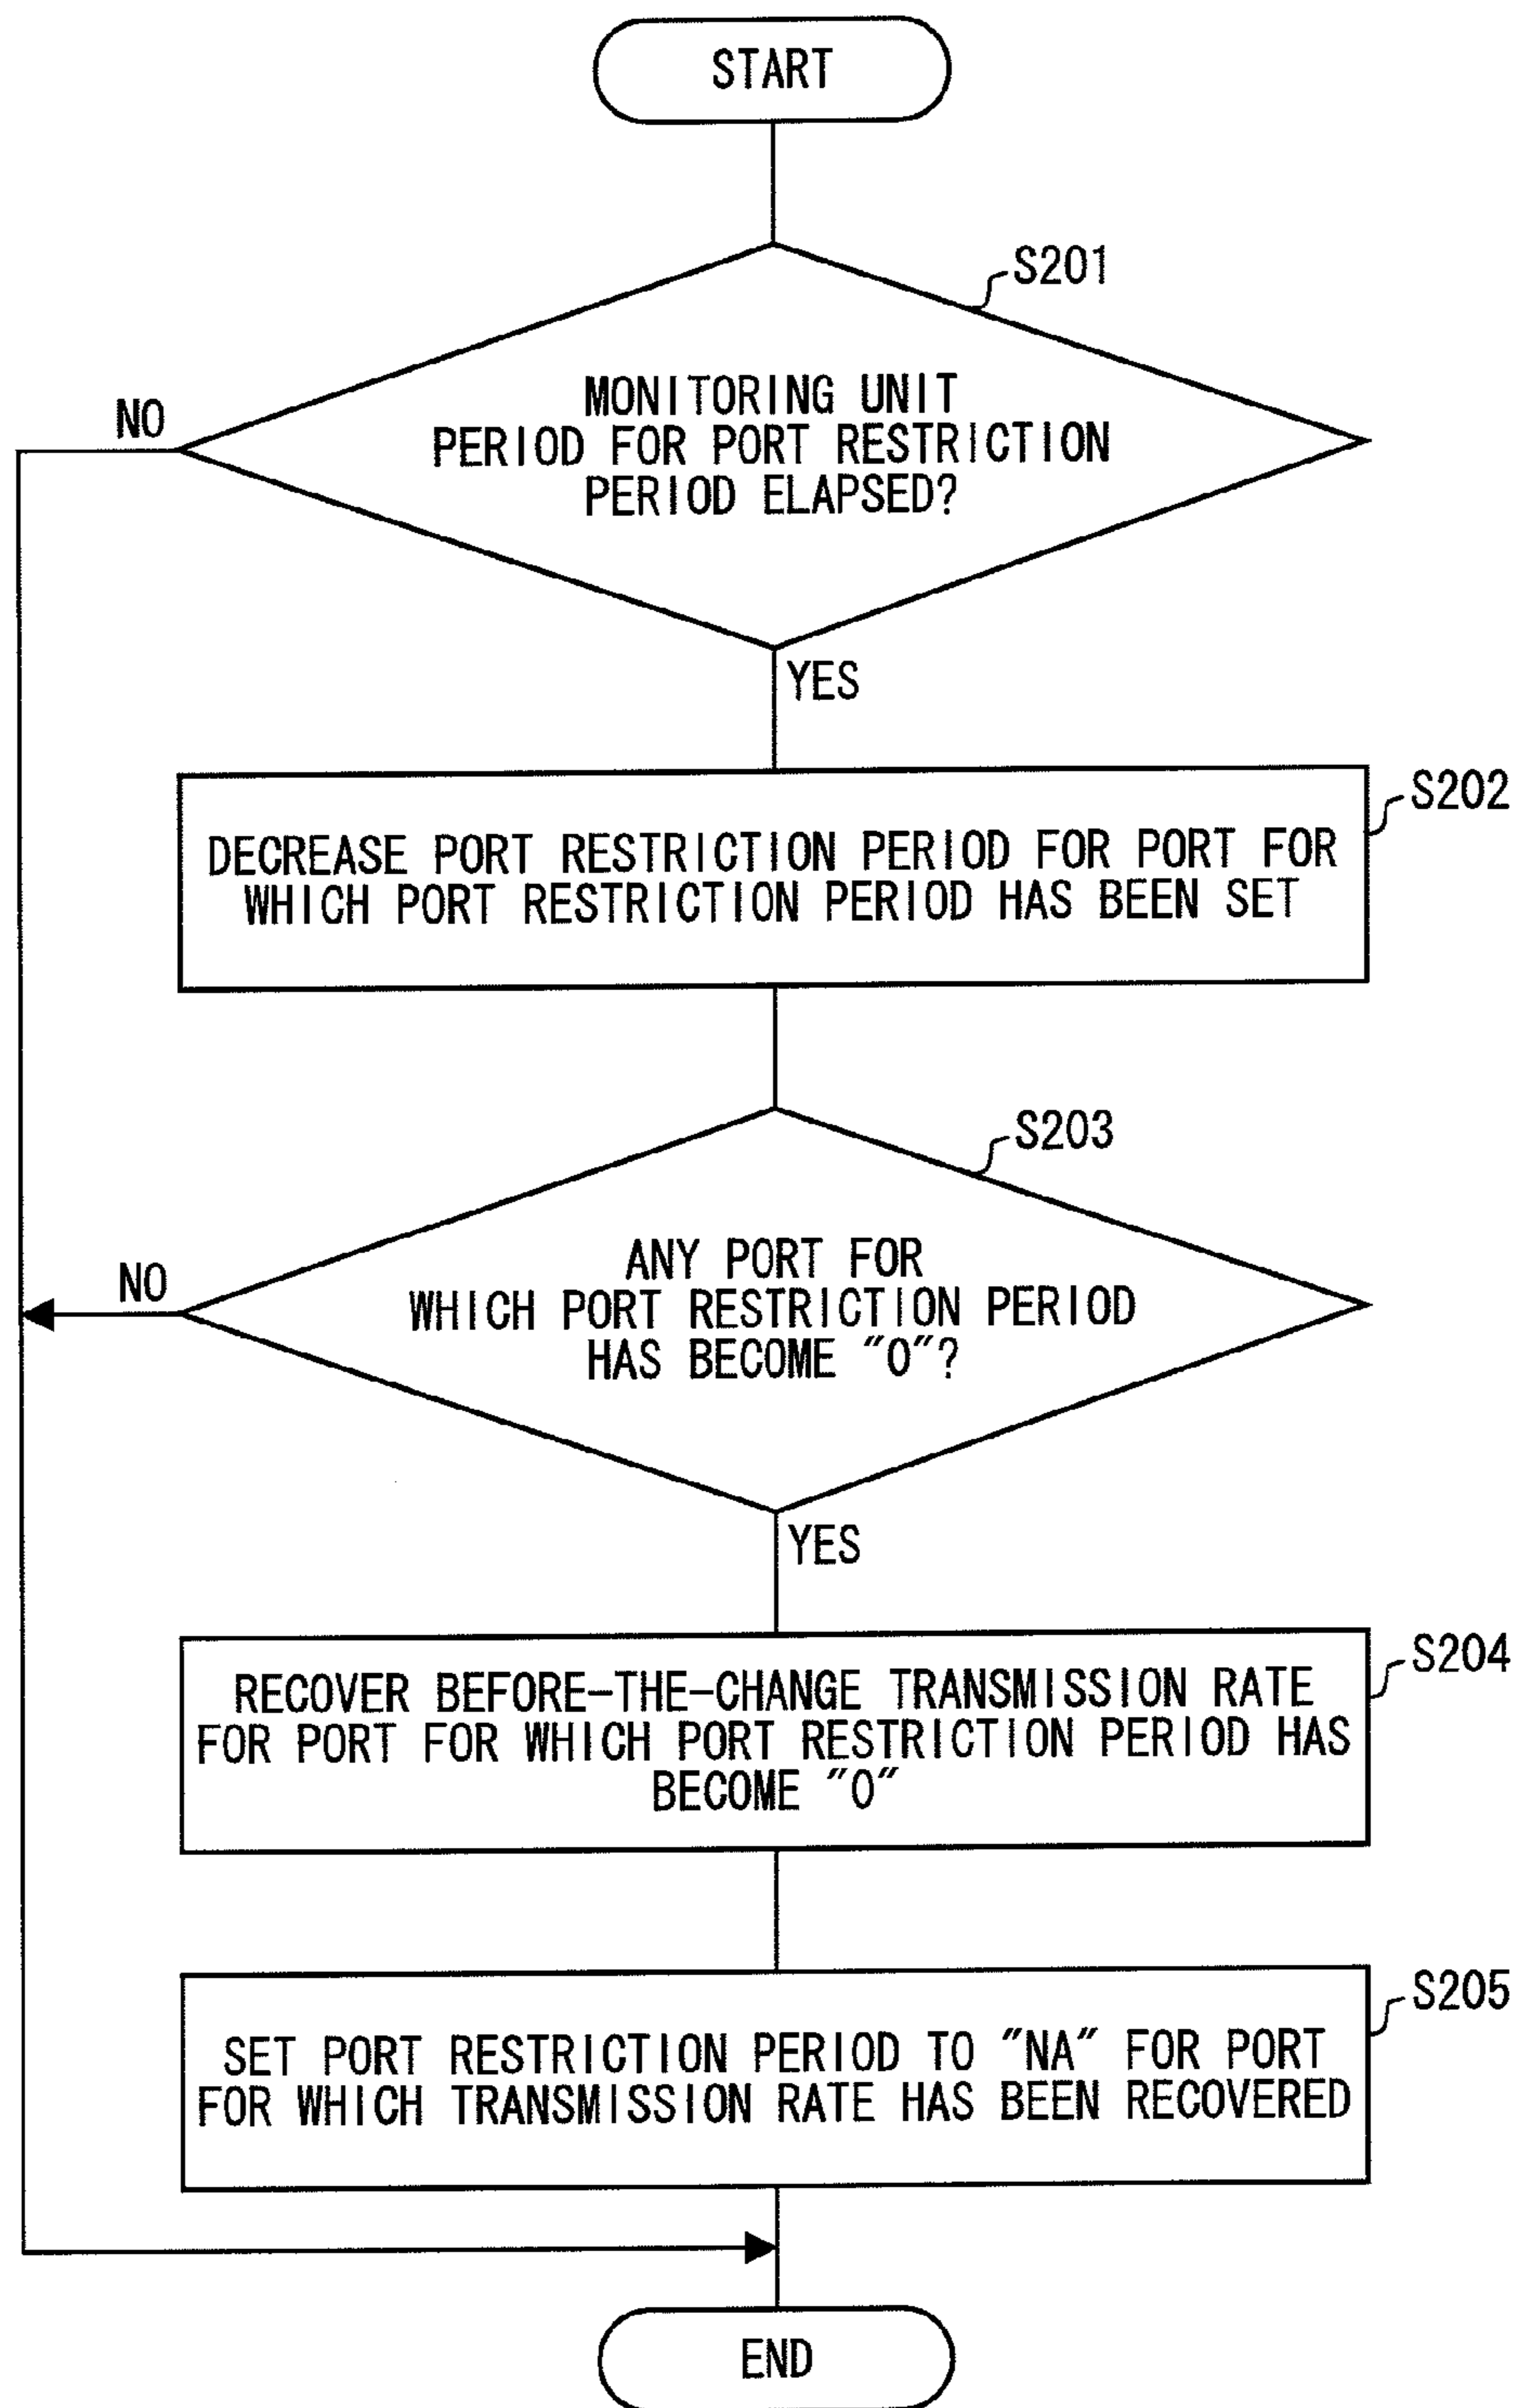 START
S201
MONITORING UNIT
PERIOD FOR PORT RESTRICTION
PERIOD ELAPSED?
NO
YES
S202
DECREASE PORT RESTRICTION PERIOD FOR PORT FOR
WHICH PORT RESTRICTION PERIOD HAS BEEN SET
S203
ANY PORT FOR
WHICH PORT RESTRICTION PERIOD
HAS BECOME "0"?
NO
YES
S204
RECOVER BEFORE-THE-CHANGE TRANSMISSION RATE
FOR PORT FOR WHICH PORT RESTRICTION PERIOD HAS
BECOME "0"
S205
SET PORT RESTRICTION PERIOD TO "NA" FOR PORT
FOR WHICH TRANSMISSION RATE HAS BEEN RECOVERED
END